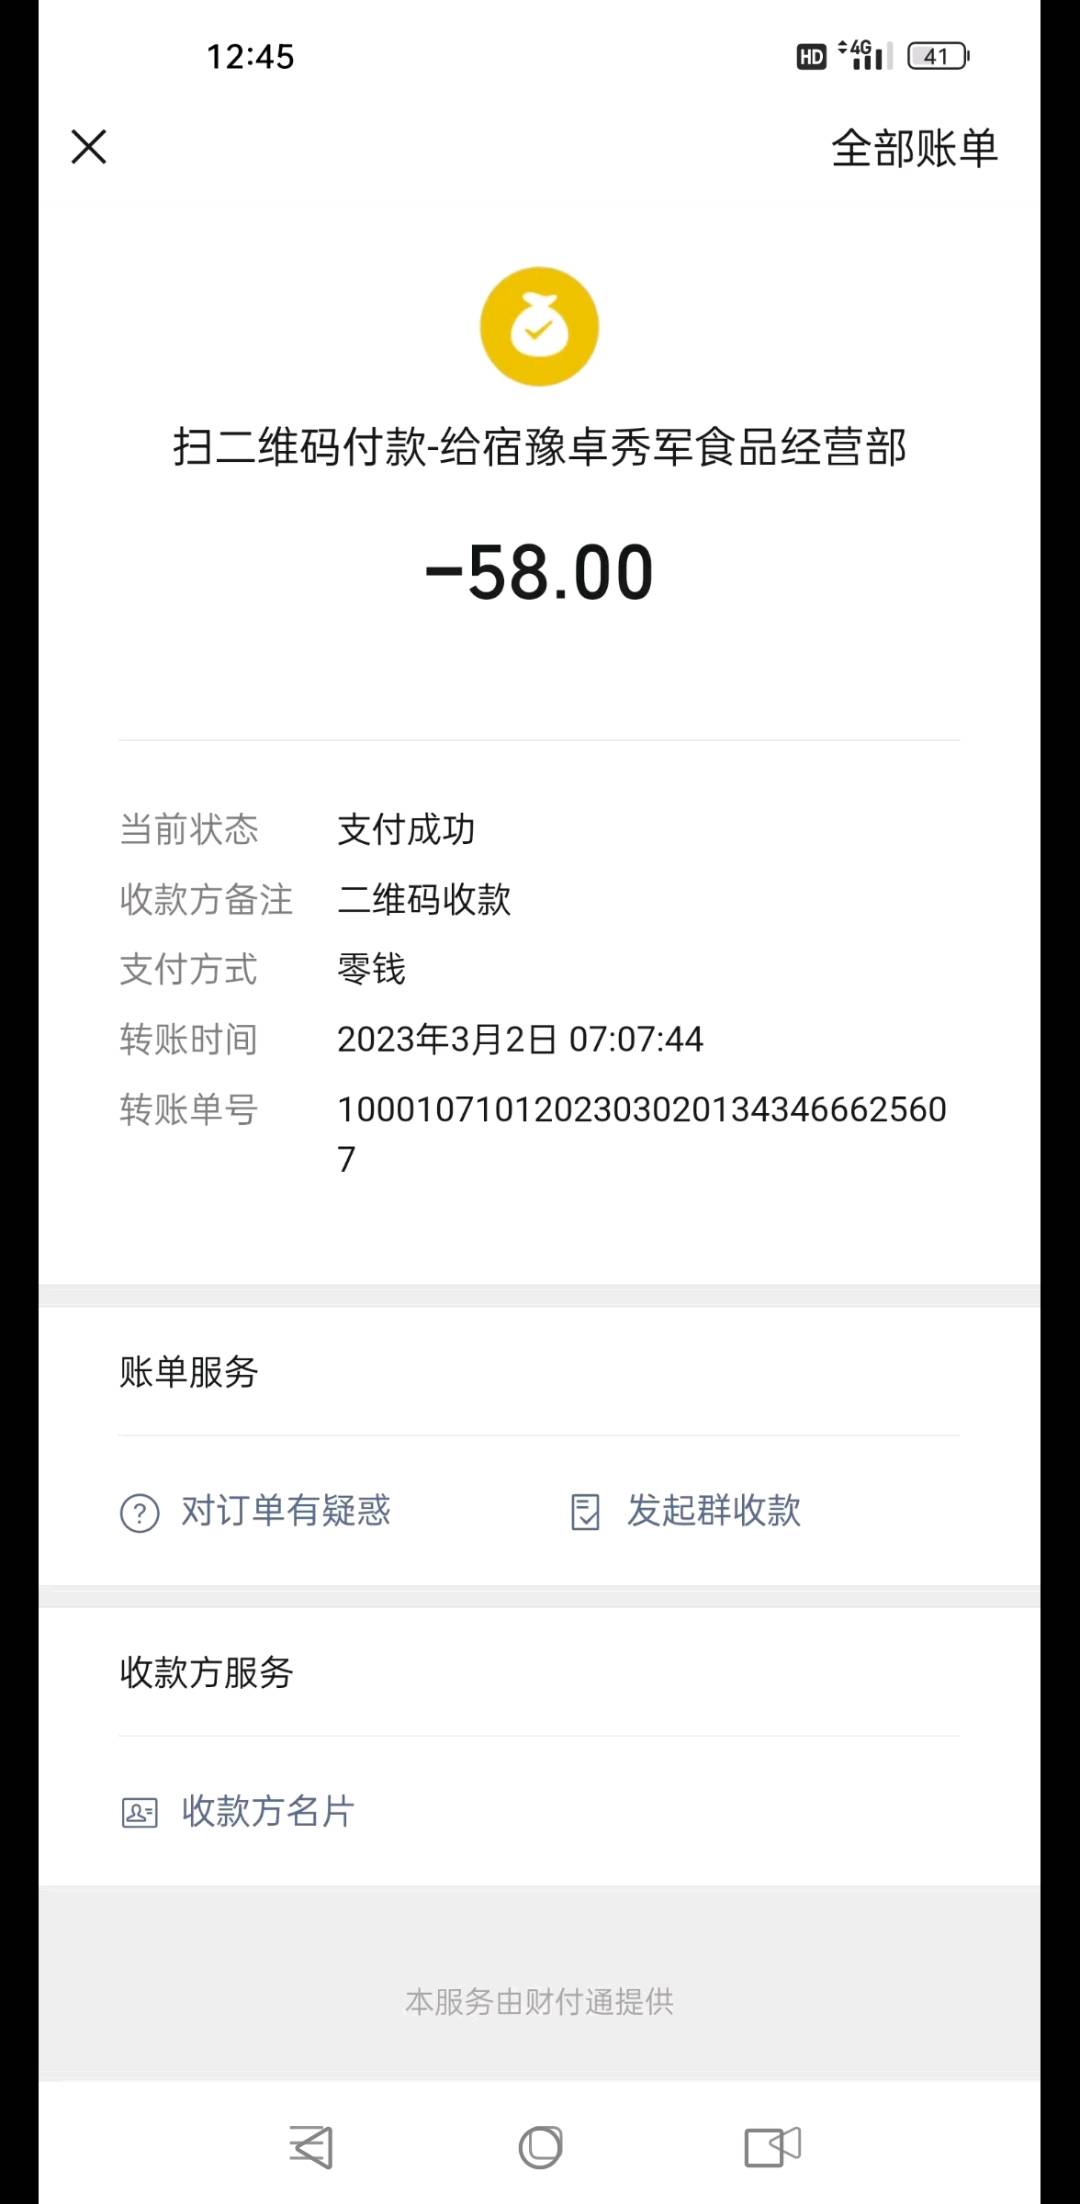 12:45
HD 4G 41
全部账单
扫二维码付款-给宿豫卓秀军食品经营部
-58.00
当前状态 支付成功
收款方备注 二维码收款
支付方式 零钱
转账时间 2023年3月2日 07:07:44
转账单号 100010710120230302013434666256​0
7
账单服务
? 对订单有疑惑 发起群收款
收款方服务
收款方名片
本服务由财付通提供